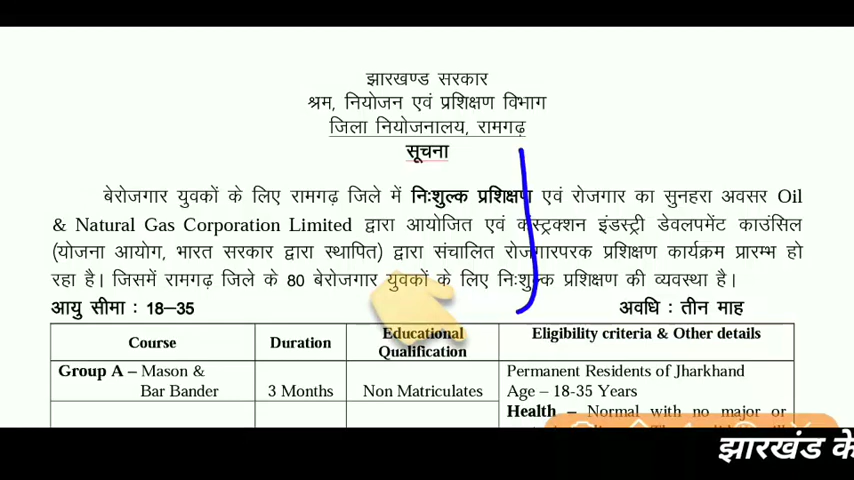 झारखण्ड सरकार
श्रम, नियोजन एवं प्रशिक्षण विभाग
जिला नियोजनालय, रामगढ़
सूचना
बेरोजगार युवकों के लिए रामगढ़ जिले में निःशुल्क प्रशिक्षण एवं रोजगार का सुनहरा अवसर Oil
& Natural Gas Corporation Limited द्वारा आयोजित एवं कंस्ट्रक्शन इंडस्ट्री डेवलपमेंट काउंसिल
(योजना आयोग, भारत सरकार द्वारा स्थापित) द्वारा संचालित रोजगारपरक प्रशिक्षण कार्यक्रम प्रारम्भ हो
रहा है। जिसमें रामगढ़ जिले के 80 बेरोजगार युवकों के लिए निःशुल्क प्रशिक्षण की व्यवस्था है।
आयु सीमा : 18–35 अवधि : तीन माह
Course Duration Educational Qualification Eligibility criteria & Other details
Group A – Mason &
Bar Bander 3 Months Non Matriculates
Permanent Residents of Jharkhand
Age – 18-35 Years
Health – Normal with no major or
झारखंड के